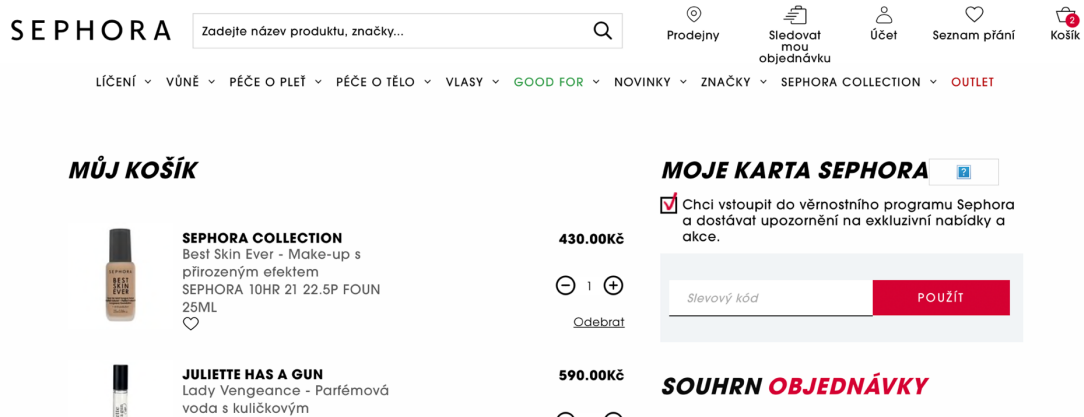 SEPHORA
Zadejte název produktu, značky...
Prodejny
Sledovat
mou
objednávku
Účet
Seznam přání
2
Košík
LÍČENÍ
VŮNĚ
PÉČE O PLEŤ
PÉČE O TĚLO
VLASY
GOOD FOR
NOVINKY
ZNAČKY
SEPHORA COLLECTION
OUTLET
MŮJ KOŠÍK
SEPHORA
BEST
SKIN
EVER
SEPHORA COLLECTION
Best Skin Ever - Make-up s
přirozeným efektem
SEPHORA 10HR 21 22.5P FOUN
25ML
430.00Kč
1
Odebrat
JULIETTE HAS A GUN
Lady Vengeance - Parfémová
voda s kuličkovým
590.00Kč
MOJE KARTA SEPHORA
?
Chci vstoupit do věrnostního programu Sephora
a dostávat upozornění na exkluzivní nabídky a
akce.
Slevový kód
POUŽÍT
SOUHRN OBJEDNÁVKY